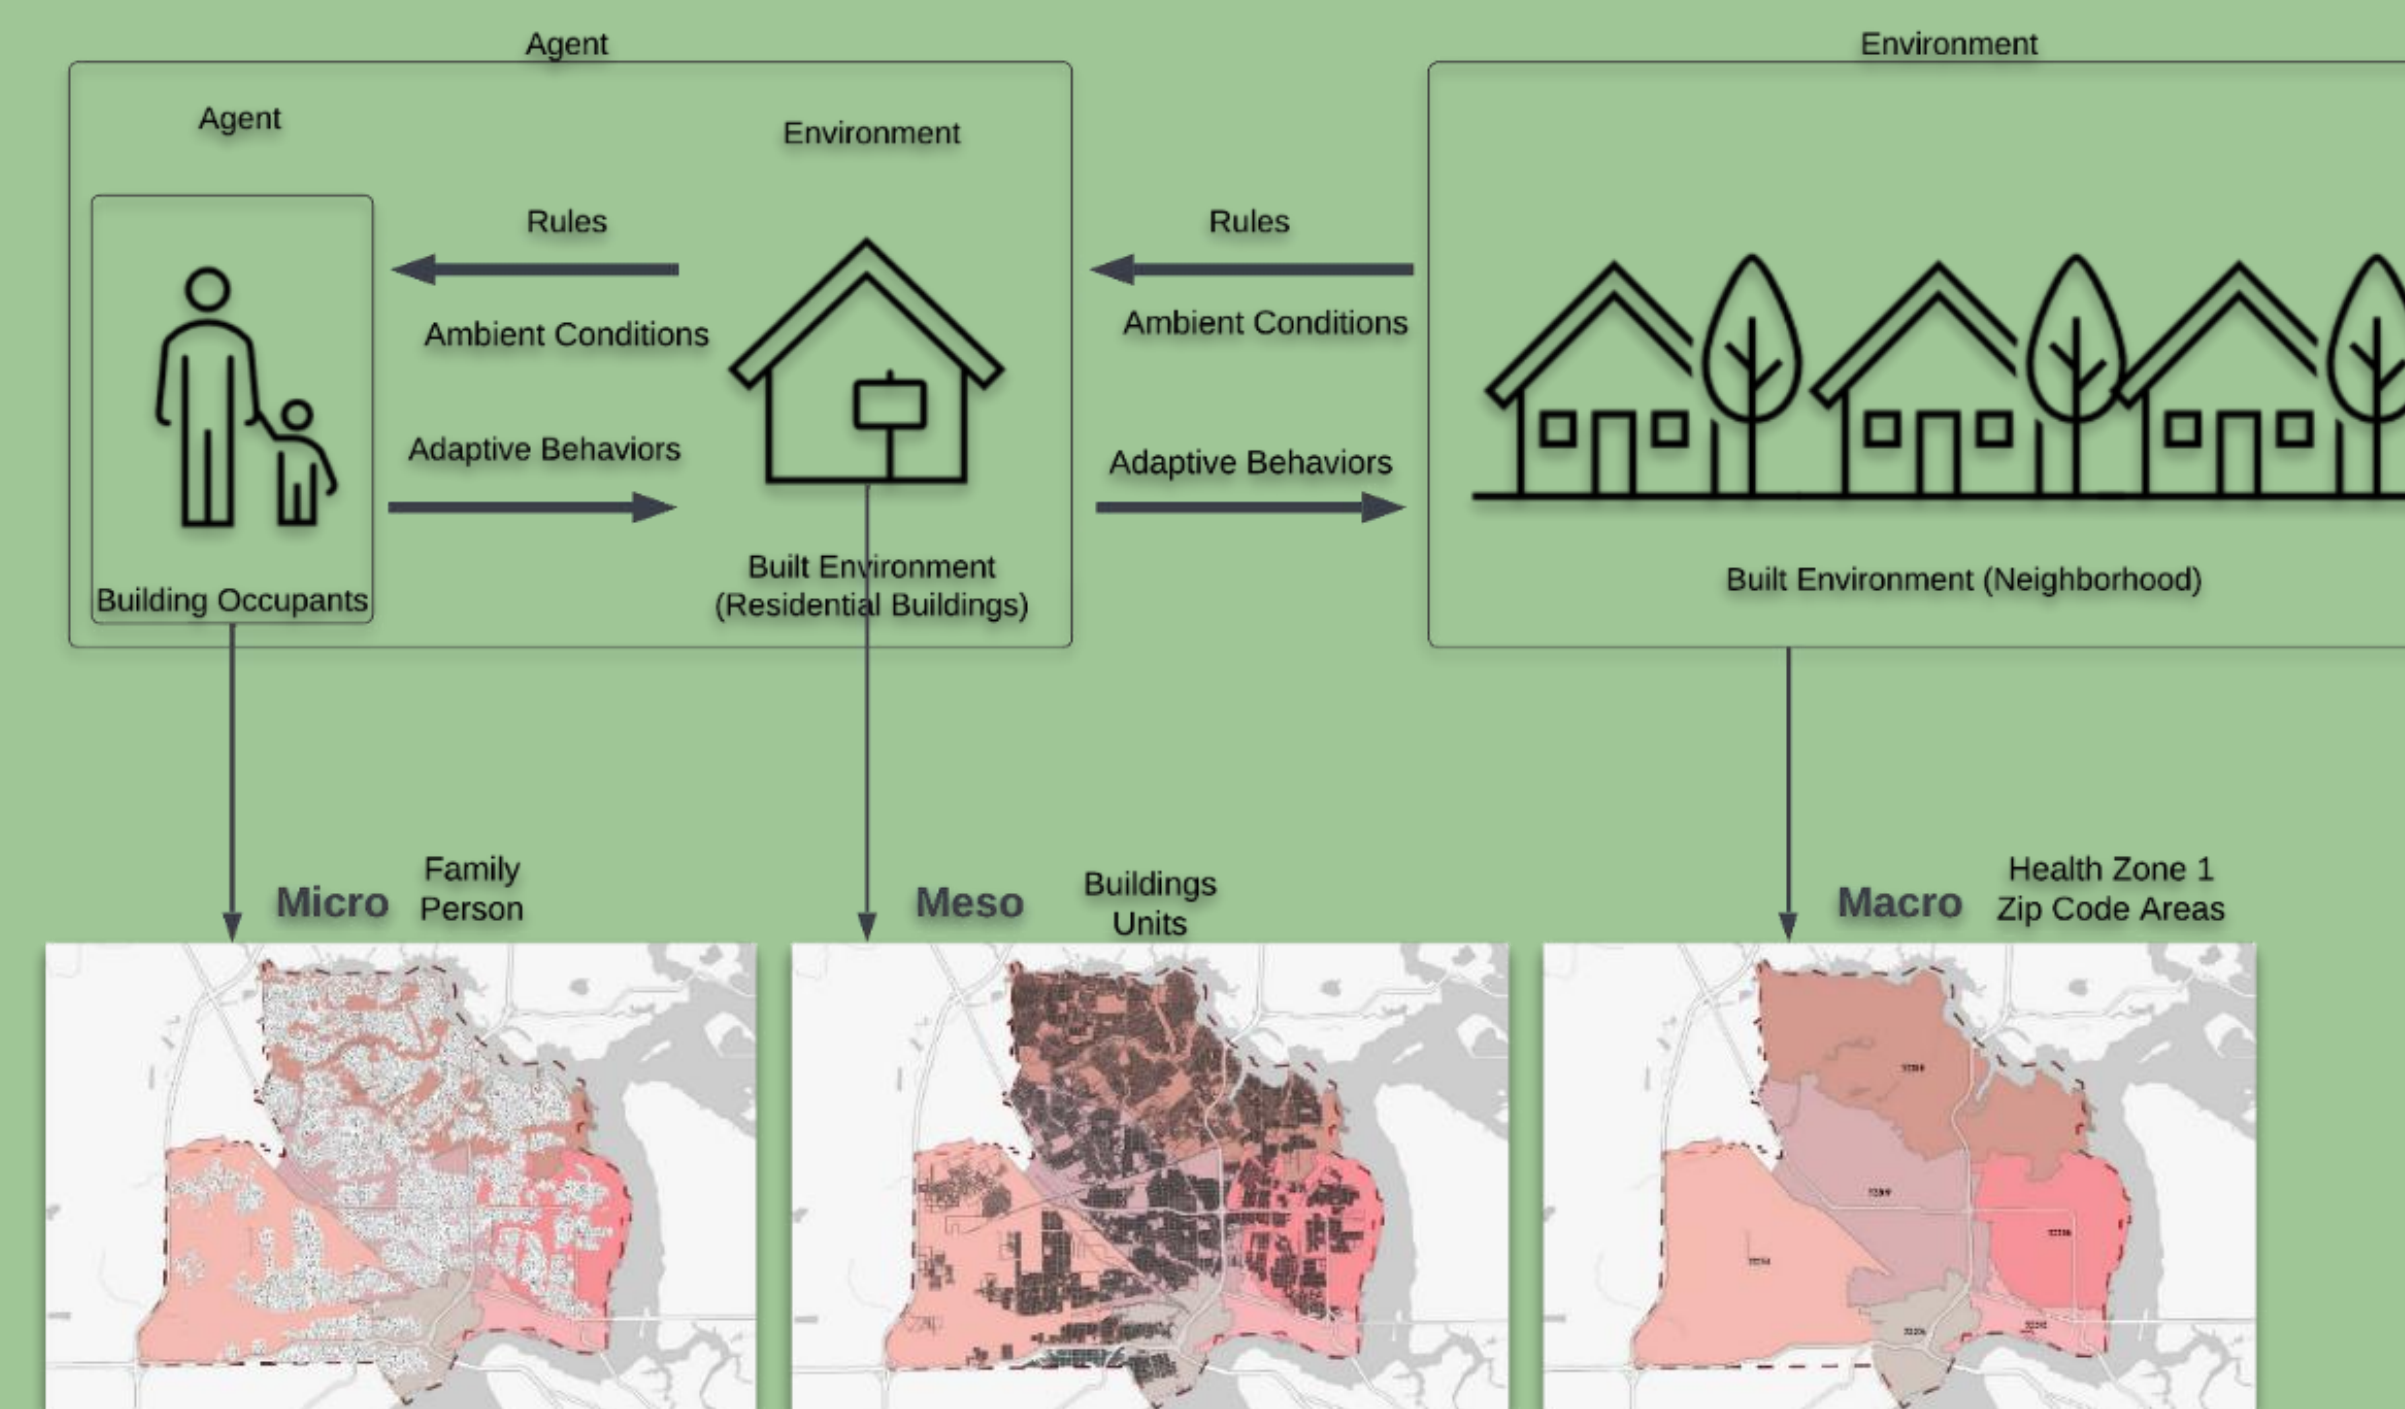 Agent
Environment
Agent
Environment
Rules
Rules
Ambient Conditions
Ambient Conditions
Adaptive Behaviors
Adaptive Behaviors
Built Environment
(Residential Buildings)
Built Environment (Neighborhood)
Building Occupants
Micro
Family
Person
Meso
Buildings
Units
Macro
Health Zone 1
Zip Code Areas